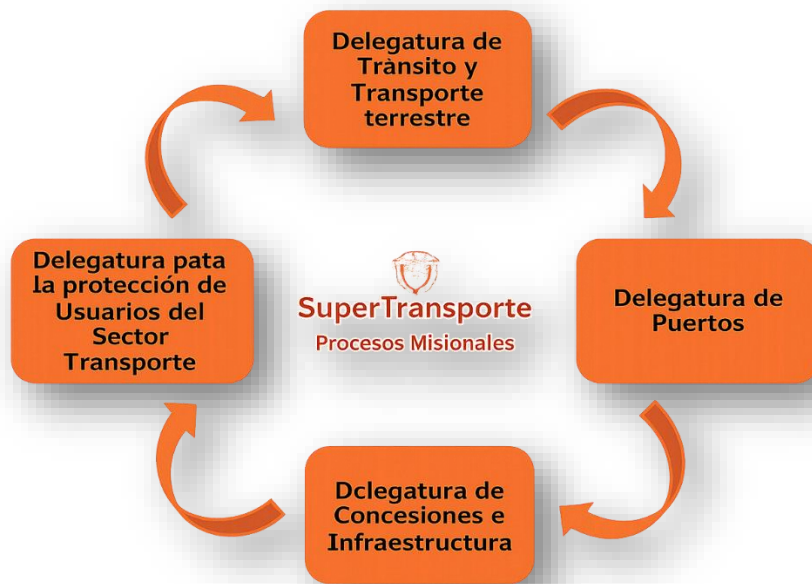 Delegatura de
Trànsito y
Transporte
terrestre
Delegatura pata
la protección de
Usuarios del
Sector
Transporte
SuperTransporte
Procesos Misionales
Delegatura de
Puertos
Dclegatura de
Concesiones e
Infraestructura